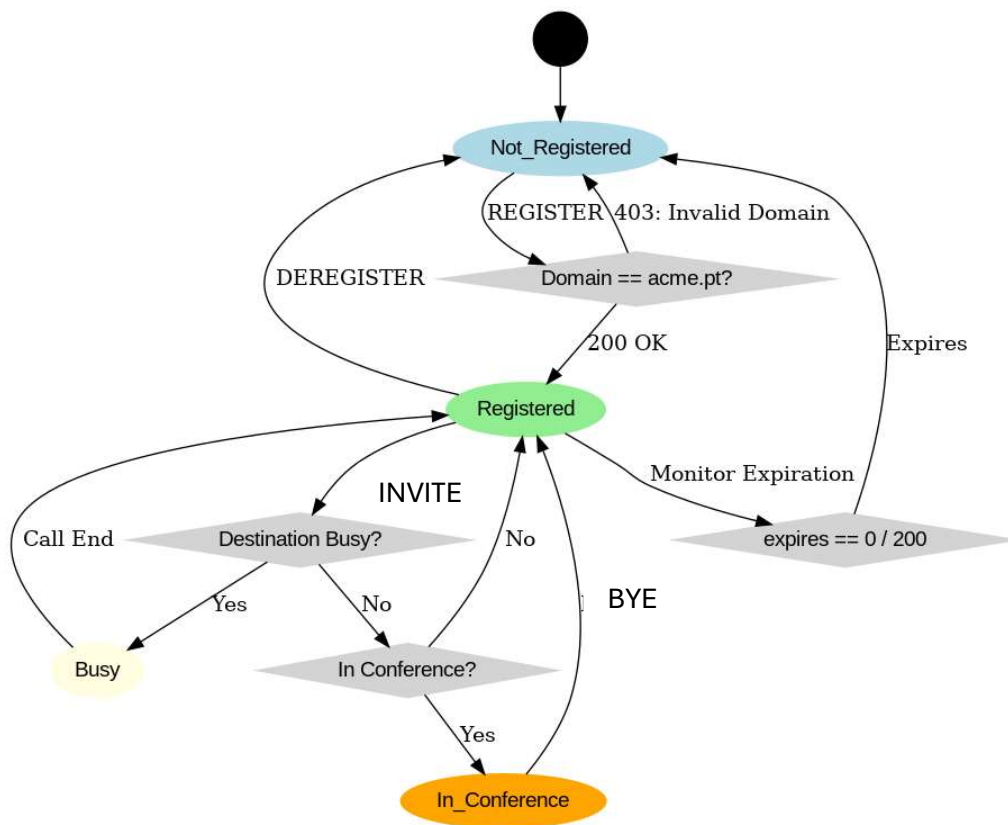 Not_Registered
REGISTER
403: Invalid Domain
DEREGISTER
Domain == acme.pt?
200 OK
Expires
Registered
Monitor Expiration
INVITE
Call End
Destination Busy?
No
expires == 0 / 200
Yes
No
BYE
Busy
In Conference?
Yes
In_Conference